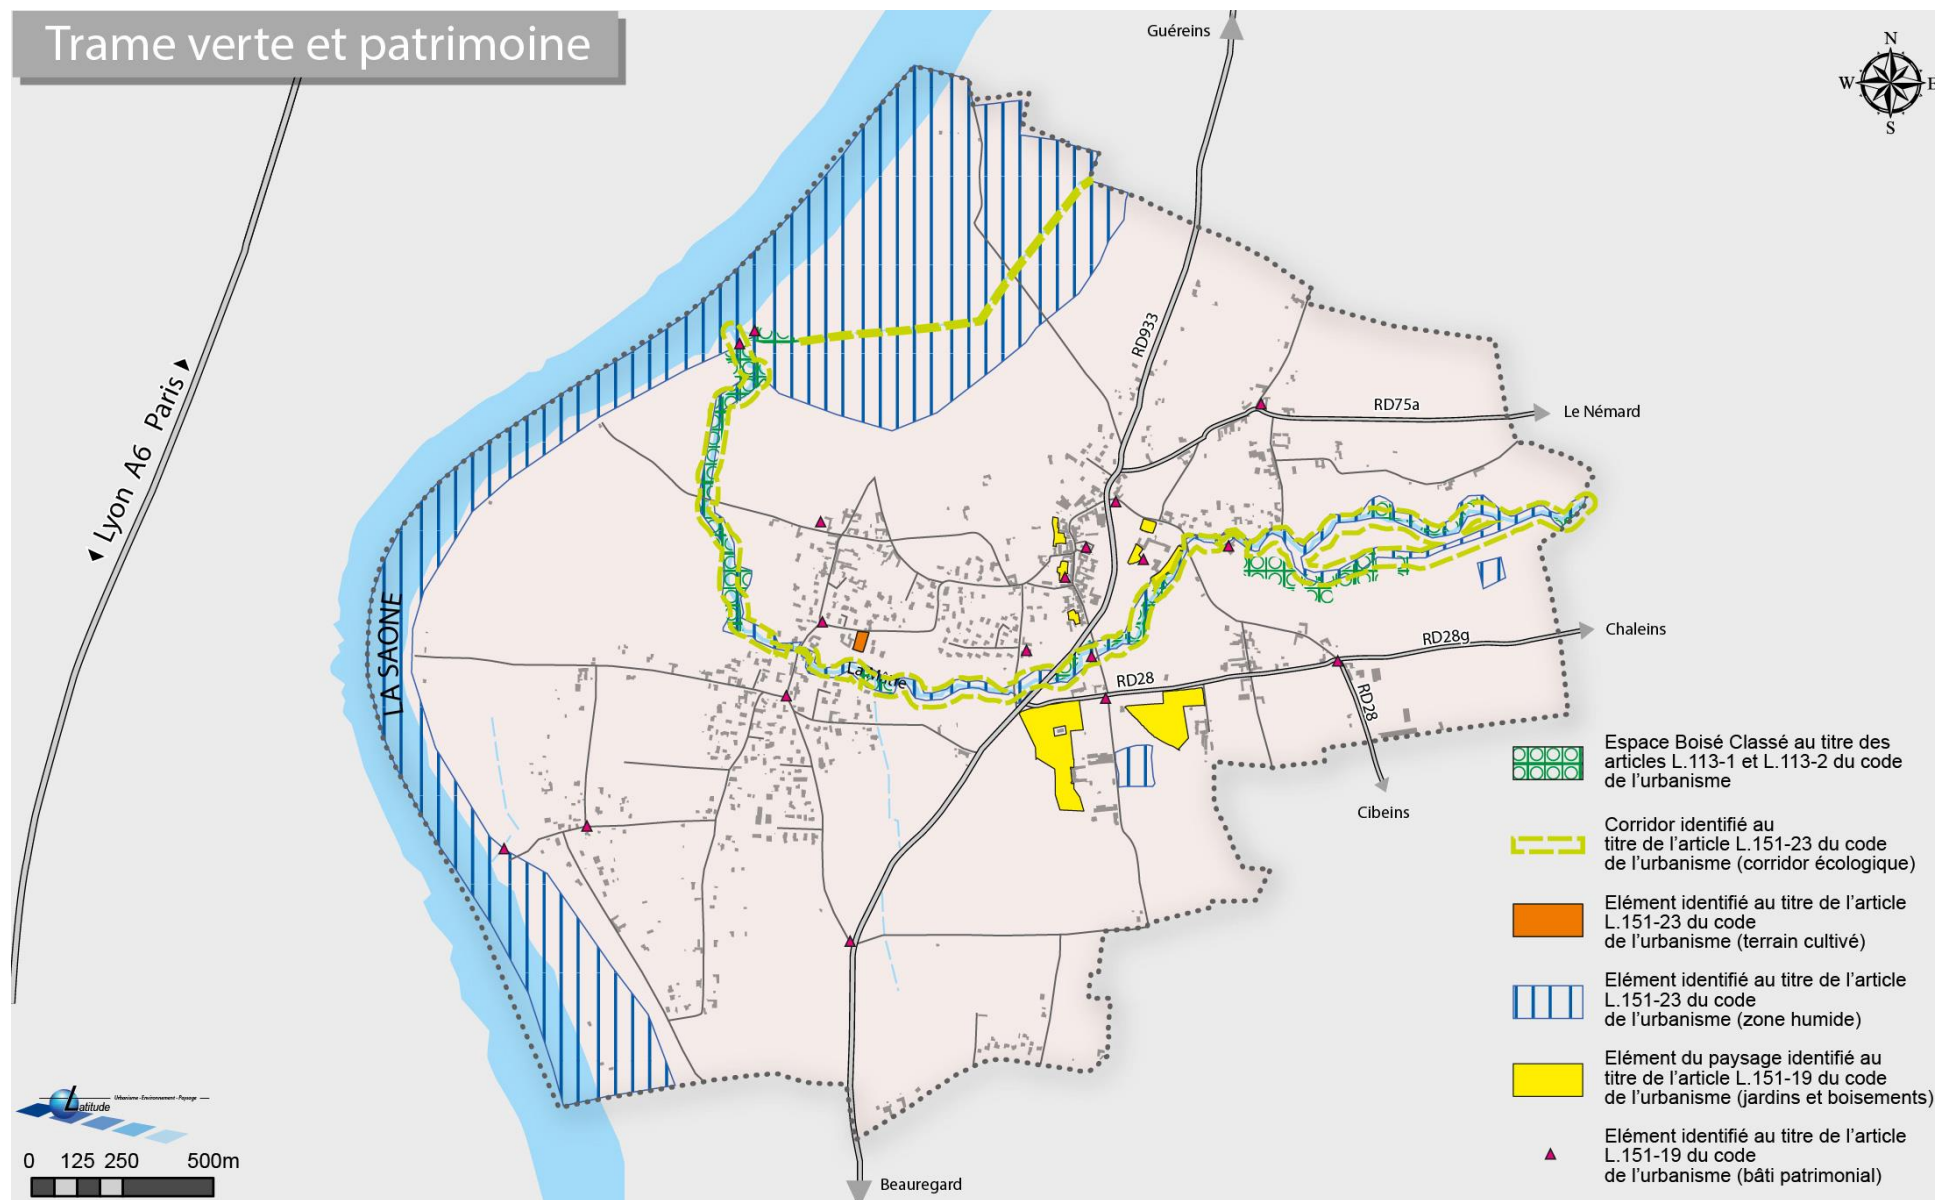 Trame verte et patrimoine
Guéreins
N
W
E
S
RD933
Lyon A6 Paris
RD75a
Le Némard
LA SAONE
La Mâtre
RD28g
Chaleins
RD28
RD28
Cibeins
Beauregard
Espace Boisé Classé au titre des
articles L.113-1 et L.113-2 du code
de l'urbanisme
Corridor identifié au
titre de l'article L.151-23 du code
de l'urbanisme (corridor écologique)
Elément identifié au titre de l'article
L.151-23 du code
de l'urbanisme (terrain cultivé)
Elément identifié au titre de l'article
L.151-23 du code
de l'urbanisme (zone humide)
Elément du paysage identifié au
titre de l'article L.151-19 du code
de l'urbanisme (jardins et boisements)
Elément identifié au titre de l'article
L.151-19 du code
de l'urbanisme (bâti patrimonial)
Latitude
Urbanisme - Environnement - Paysage
0 125 250 500m